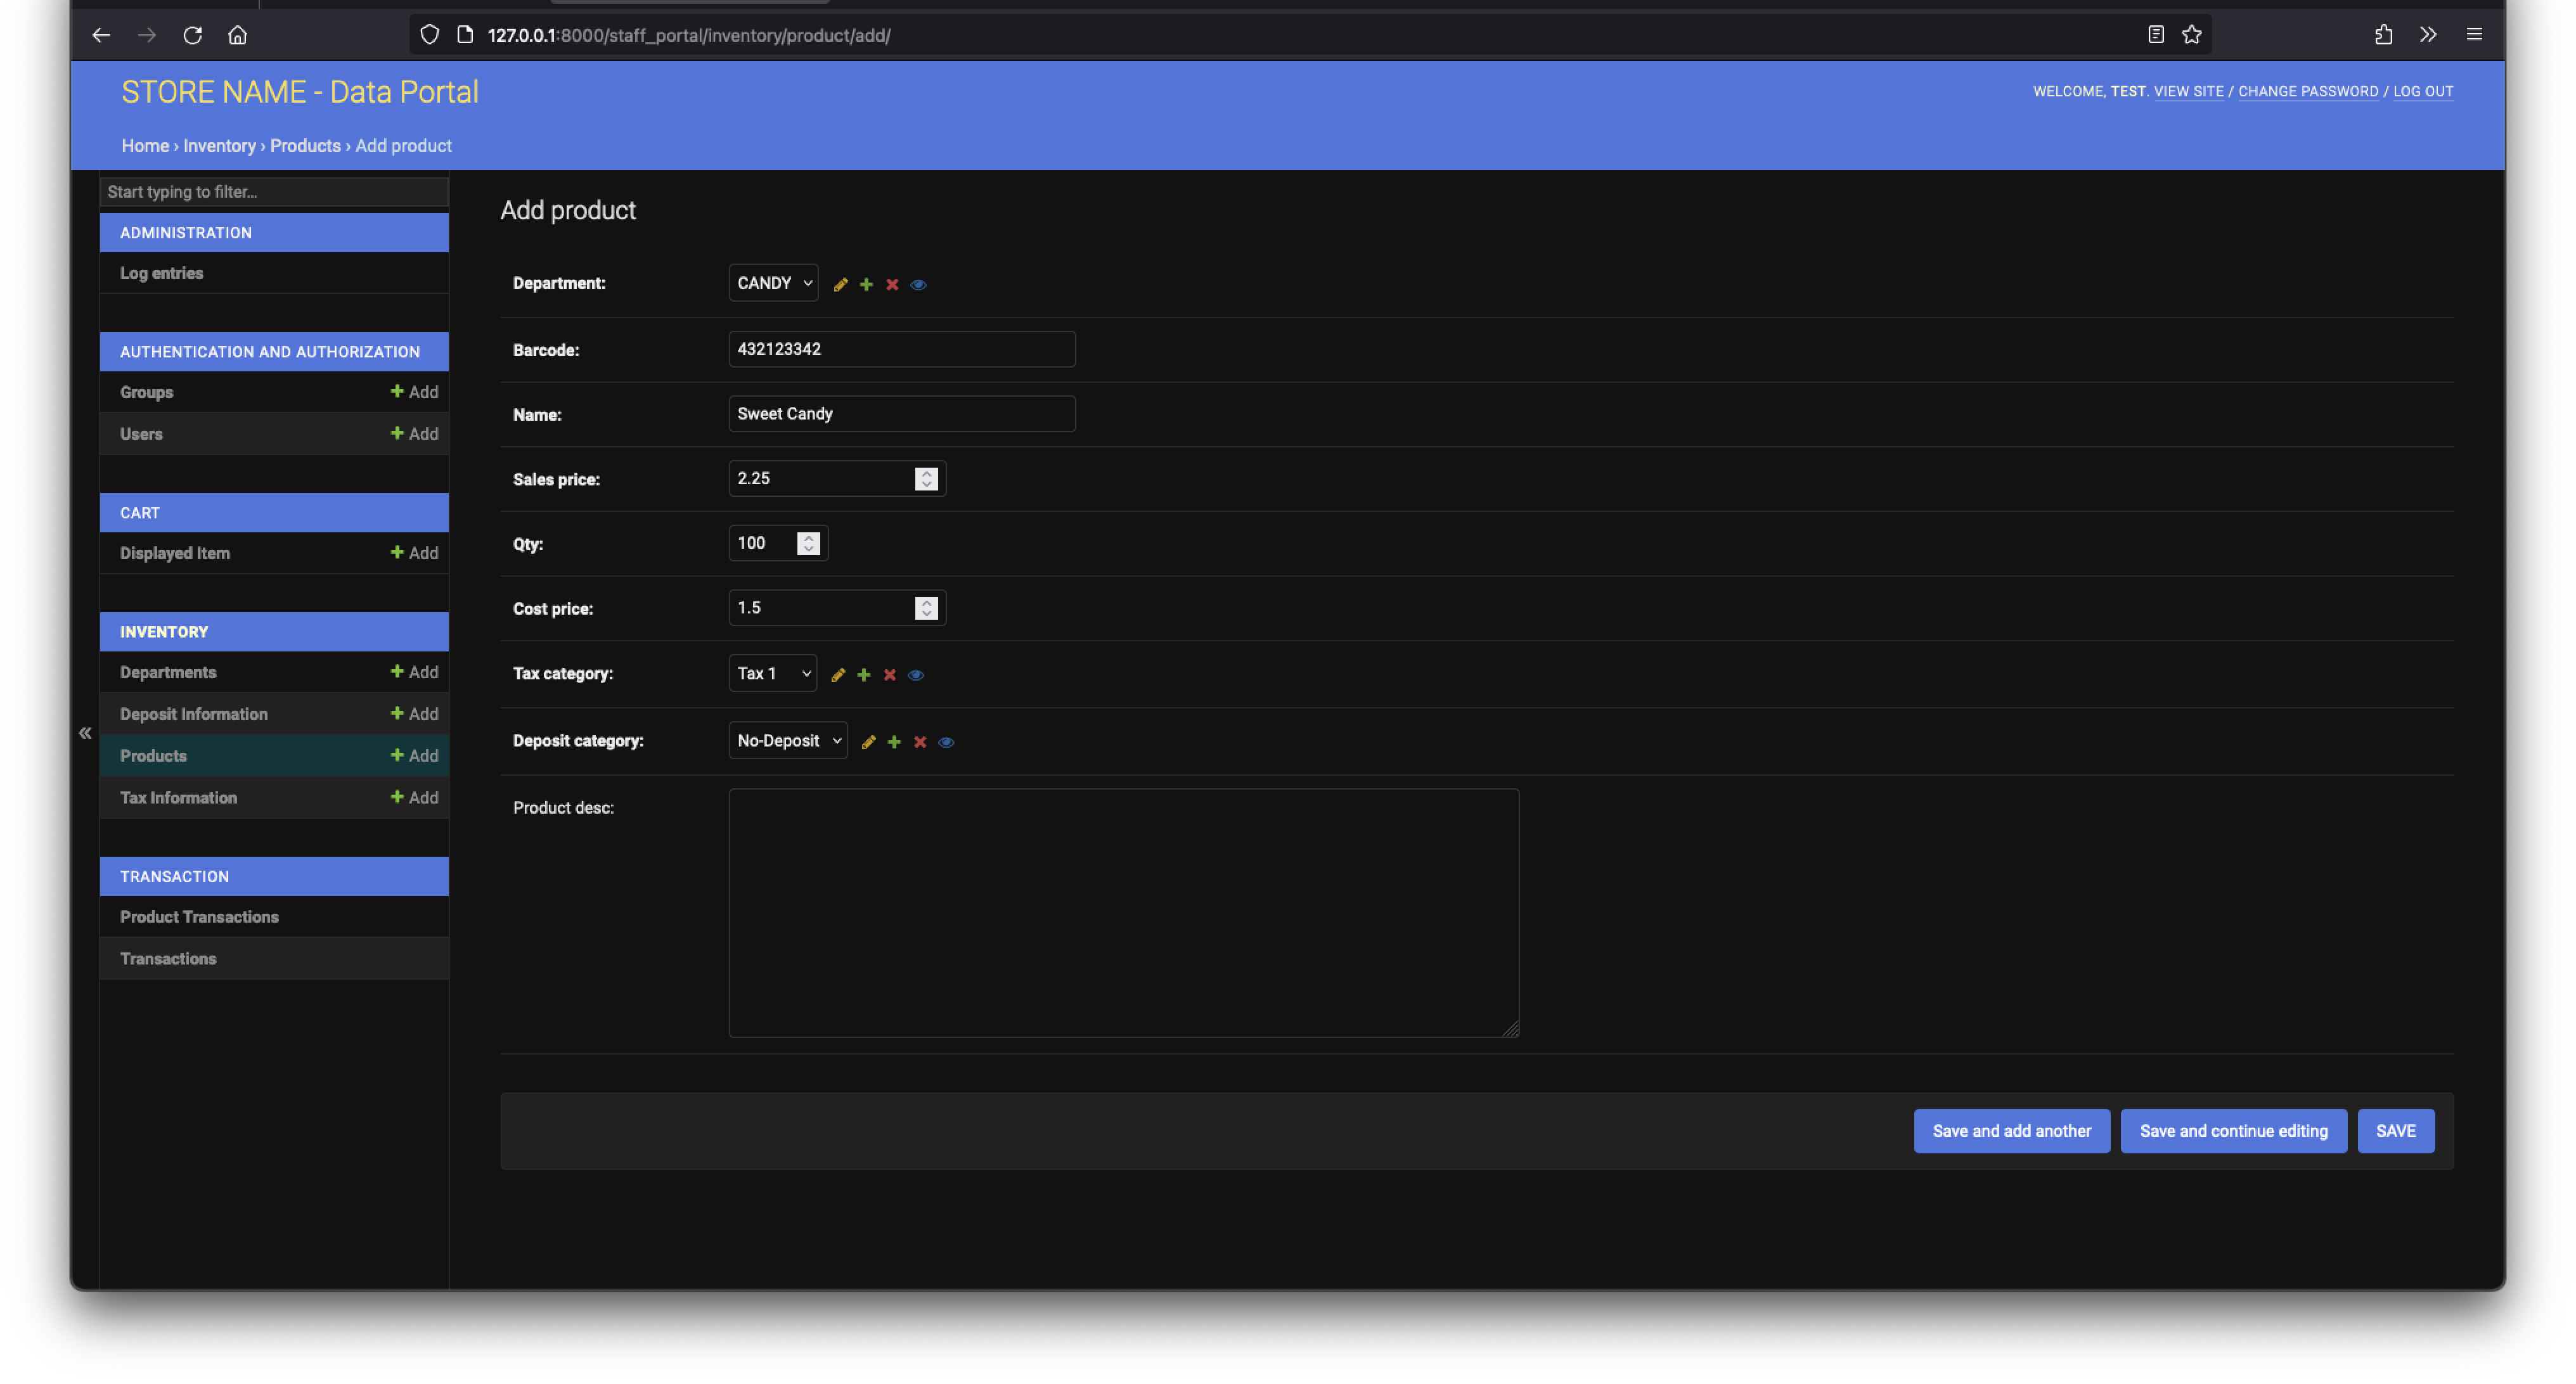 127.0.0.1:8000/staff_portal/inventory/product/add/
STORE NAME - Data Portal
WELCOME, TEST. VIEW SITE / CHANGE PASSWORD / LOG OUT
Home › Inventory › Products › Add product
Start typing to filter...
ADMINISTRATION
Log entries
AUTHENTICATION AND AUTHORIZATION
Groups Add
Users Add
CART
Displayed Item Add
INVENTORY
Departments Add
Deposit Information Add
«
Products Add
Tax Information Add
TRANSACTION
Product Transactions
Transactions
Add product
Department: CANDY
Barcode: 432123342
Name: Sweet Candy
Sales price: 2.25
Qty: 100
Cost price: 1.5
Tax category: Tax 1
Deposit category: No-Deposit
Product desc:
Save and add another Save and continue editing SAVE